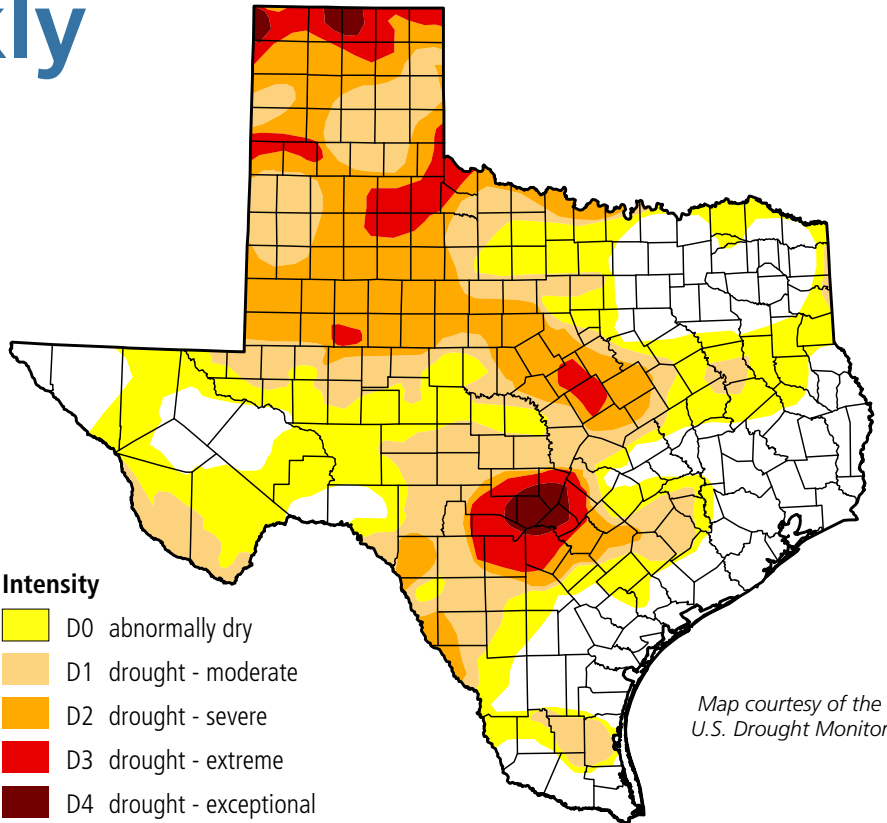 kly
Intensity
D0 abnormally dry
D1 drought - moderate
D2 drought - severe
D3 drought - extreme
D4 drought - exceptional
Map courtesy of the
U.S. Drought Monitor